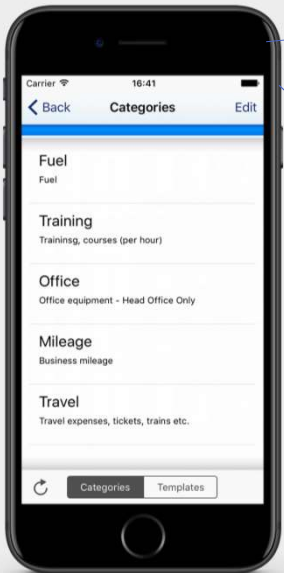 Carrier 16:41
Back Categories Edit
Fuel
Fuel
Training
Traininsg, courses (per hour)
Office
Office equipment - Head Office Only
Mileage
Business mileage
Travel
Travel expenses, tickets, trains etc.
Categories Templates